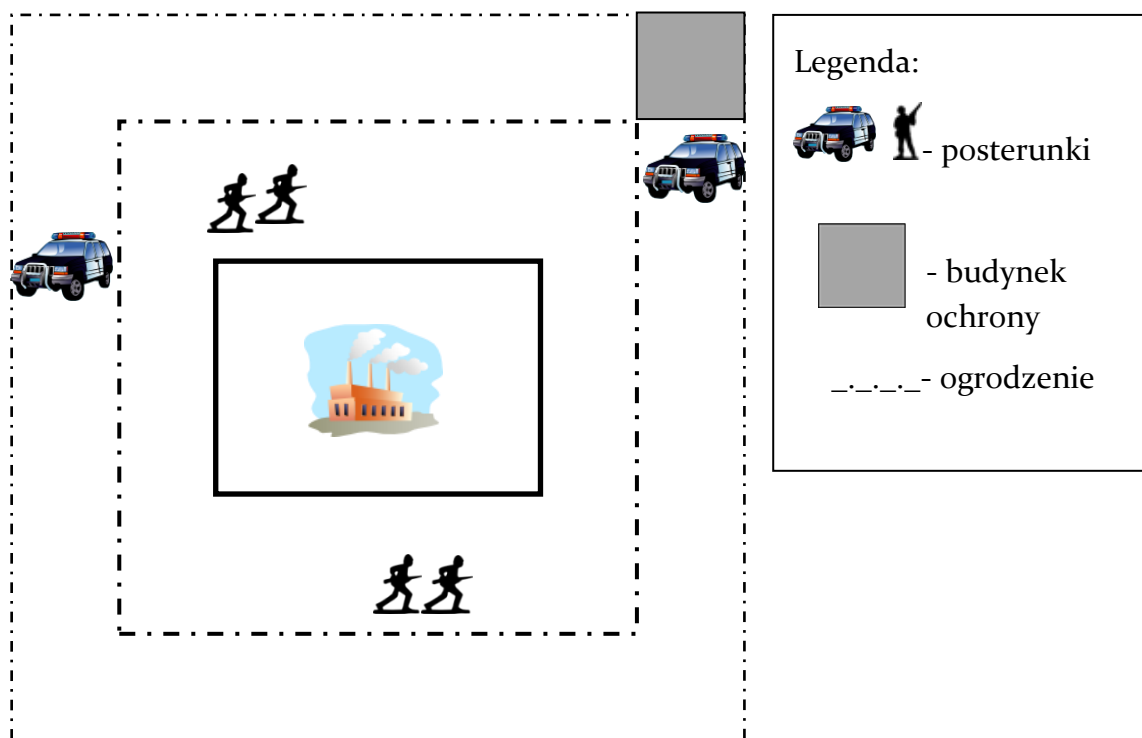 Legenda:
- posterunki
- budynek
ochrony
_._._._- ogrodzenie